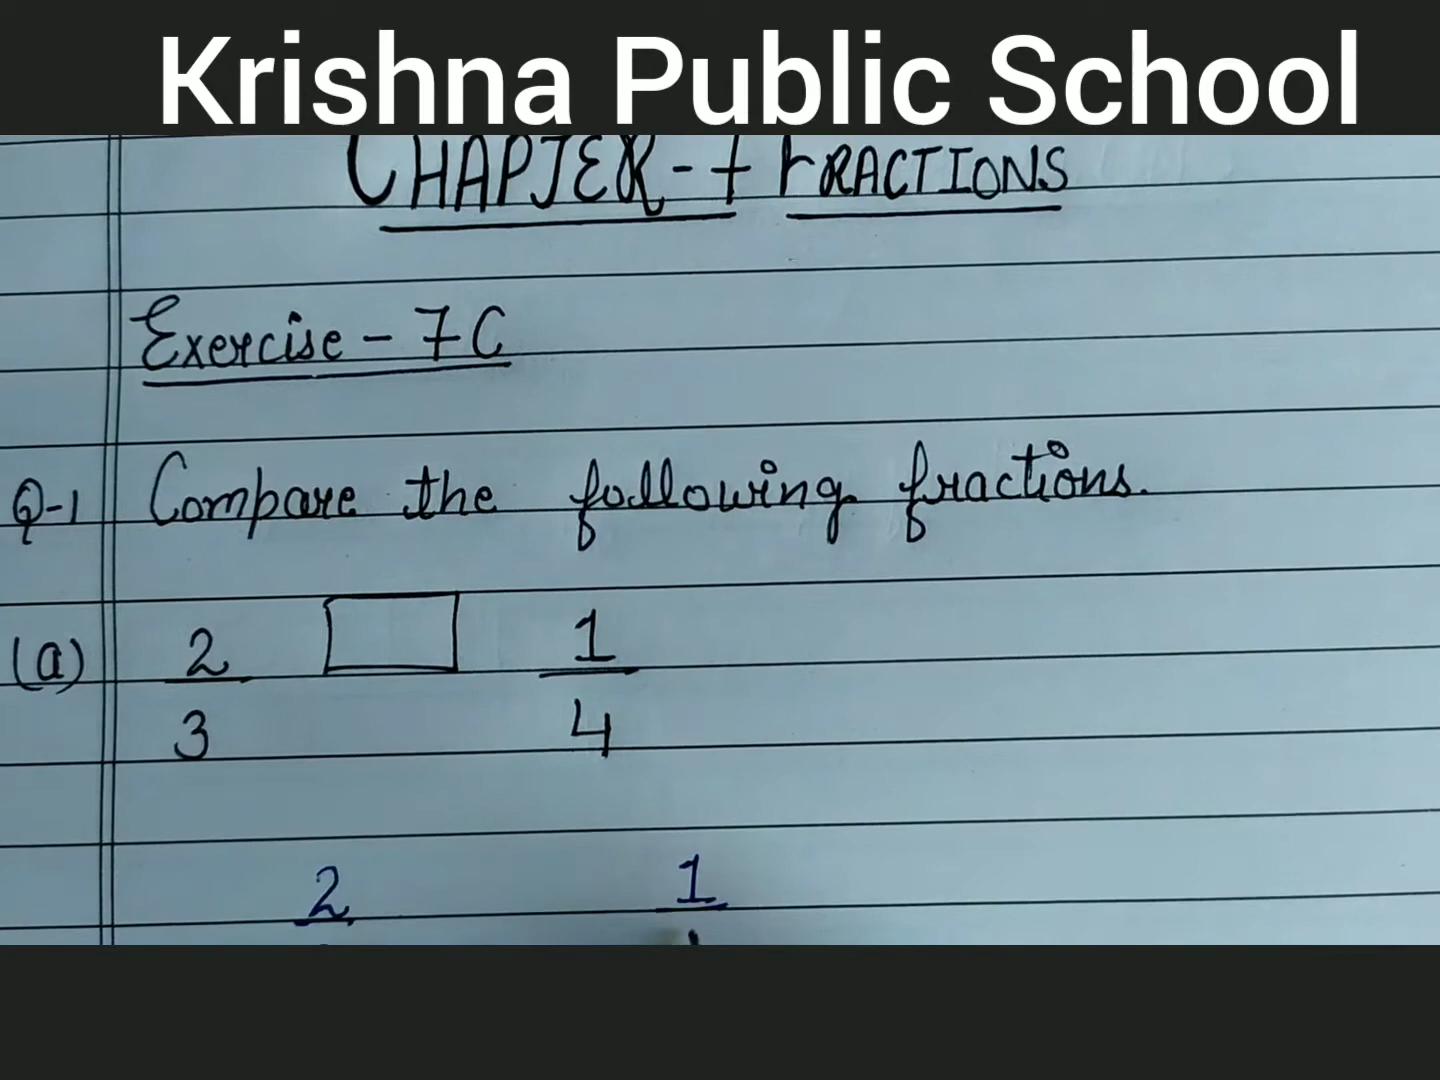 Krishna Public School
CHAPTER-7 FRACTIONS
Exercise - 7C
Q-1 Compare the following fractions.
(a) 2 1
3 4
2 1